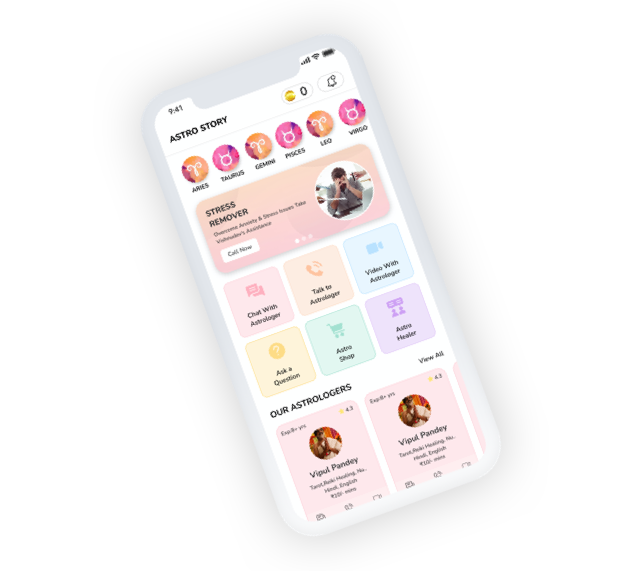 9:41
ASTRO STORY
0
ARIES
TAURUS
GEMINI
PISCES
LEO
VIRGO
STRESS
REMOVER
Overcome Anxiety & Stress Issues Take
Vishnudev's Assistance
Call Now
Chat With
Astrologer
Talk to
Astrologer
Video With
Astrologer
Ask a
Question
Astro
Shop
Astro
Healer
OUR ASTROLOGERS
View All
Exp:8+ yrs
4.3
Vipul Pandey
Tarot,Reiki Healing, Nu..
Hindi, English
₹10/- mins
Exp:8+ yrs
4.3
Vipul Pandey
Tarot,Reiki Healing, Nu..
Hindi, English
₹10/- mins